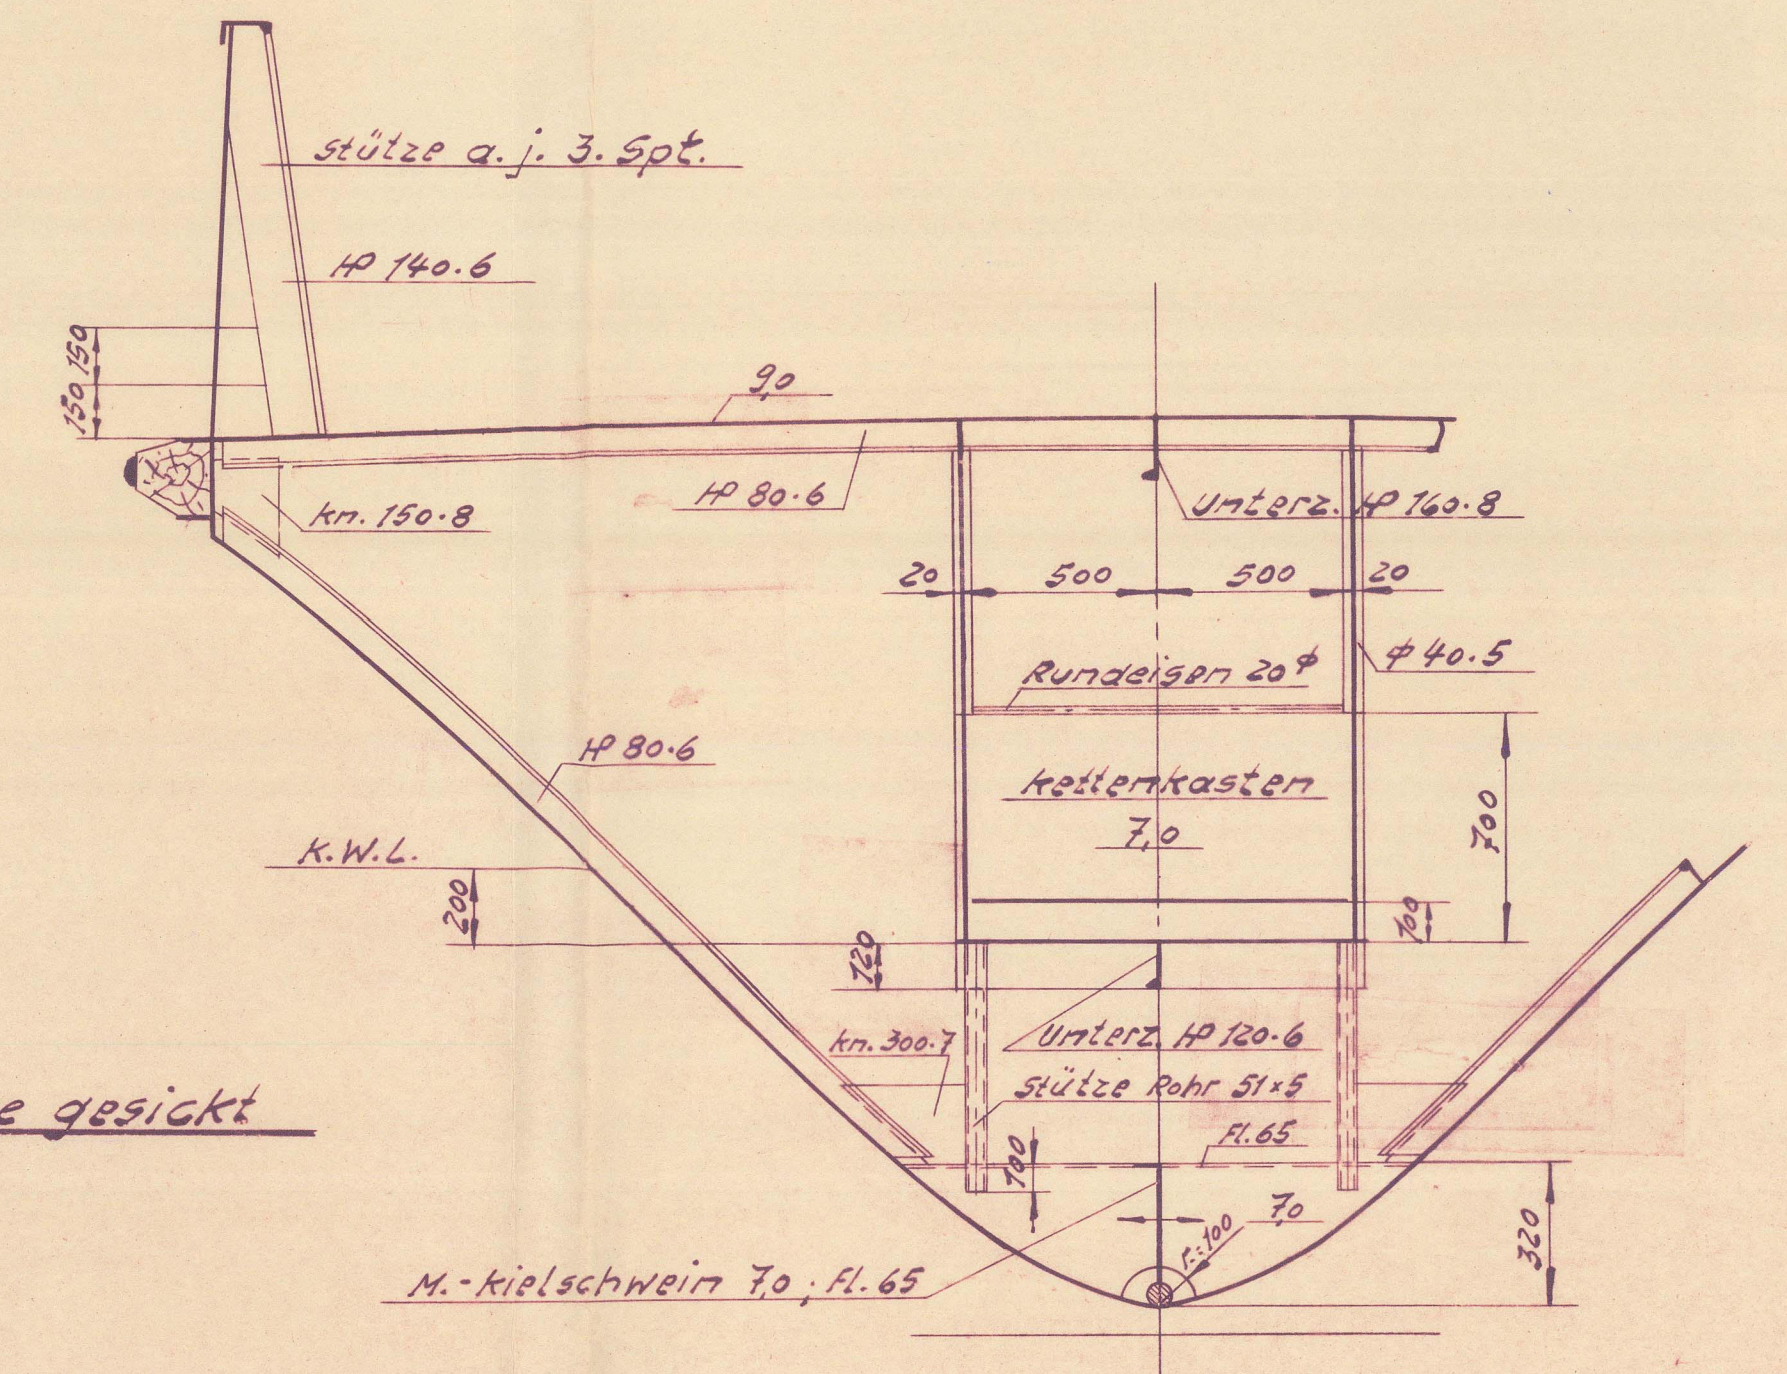 Stütze a. j. 3. Spt.
HP 140·6
150
150
9,0
HP 80·6
kn. 150·8
Unterz. HP 160·8
20
500
500
20
Rundeisen 20 ϕ
ϕ 40·5
HP 80·6
Kettenkasten
7,0
700
K.W.L.
200
100
120
kn. 300·7
Unterz. HP 120·6
Stütze Rohr 51×5
e gesickt
Fl. 65
100
7,0
r.=100
320
M.-Kielschwein 7,0 ; Fl. 65